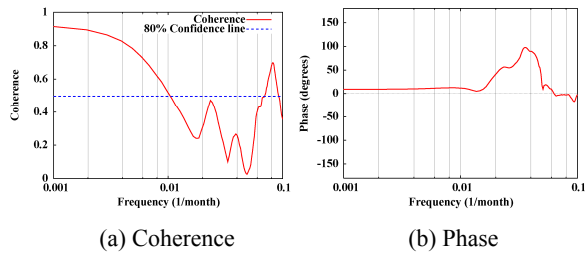 Coherence
80% Confidence line
1
0.8
0.6
0.4
0.2
0
Coherence
0.001
0.01
0.1
Frequency (1/month)
(a) Coherence
150
100
50
0
-50
-100
-150
Phase (degrees)
0.001
0.01
0.1
Frequency (1/month)
(b) Phase